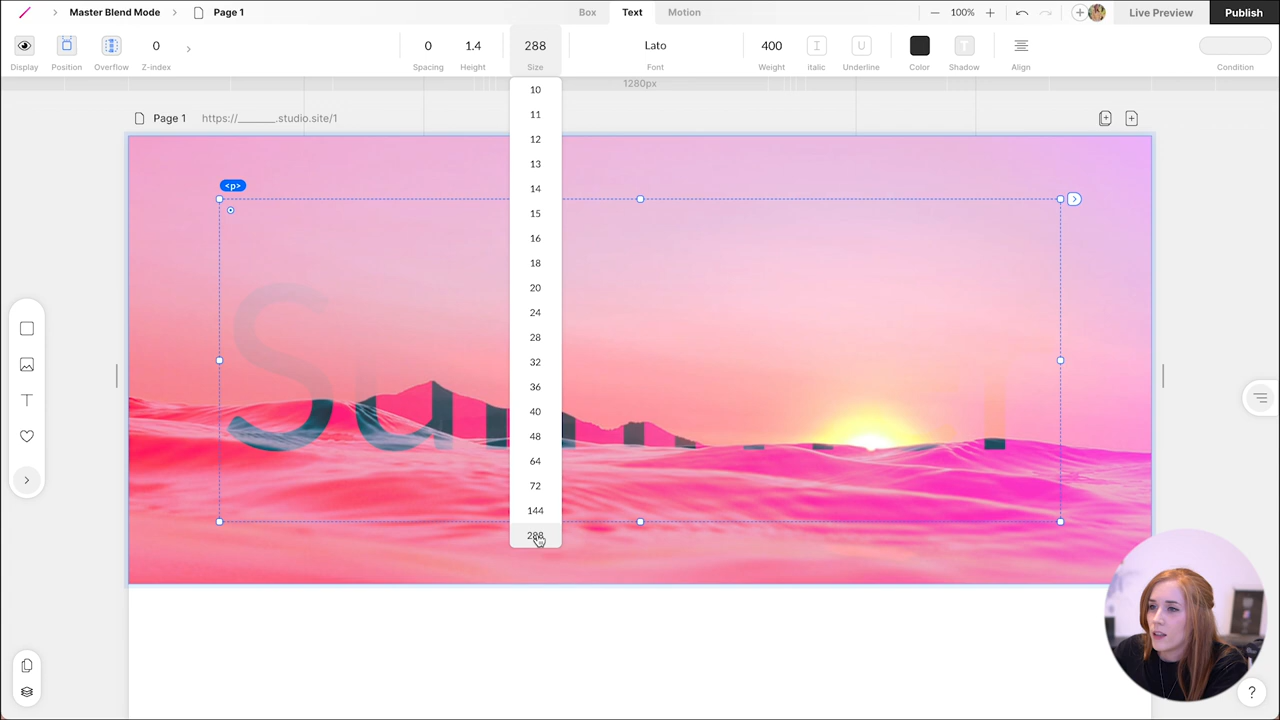 Master Blend Mode
Page 1
Box
Text
Motion
100%
Live Preview
Publish
0
0
1.4
288
Lato
400
I
U
T
Display
Position
Overflow
Z-index
Spacing
Height
Size
Font
Weight
italic
Underline
Color
Shadow
Align
Condition
1280px
Page 1
https://_______.studio.site/1
<p>
10
11
12
13
14
15
16
18
20
24
28
32
36
40
48
64
72
144
288
T
?